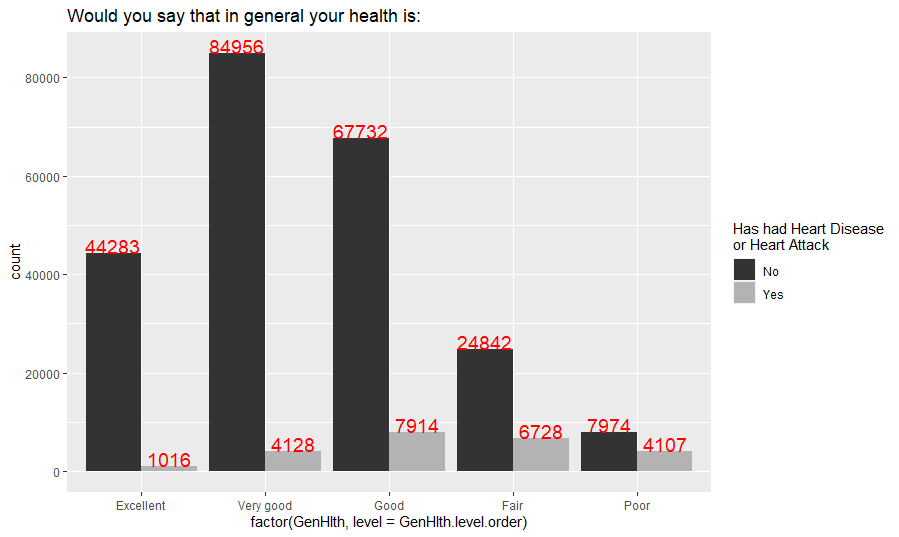 Would you say that in general your health is:
count
80000
60000
40000
20000
0
44283
1016
84956
4128
67732
7914
24842
6728
7974
4107
Excellent
Very good
Good
Fair
Poor
factor(GenHlth, level = GenHlth.level.order)
Has had Heart Disease
or Heart Attack
No
Yes